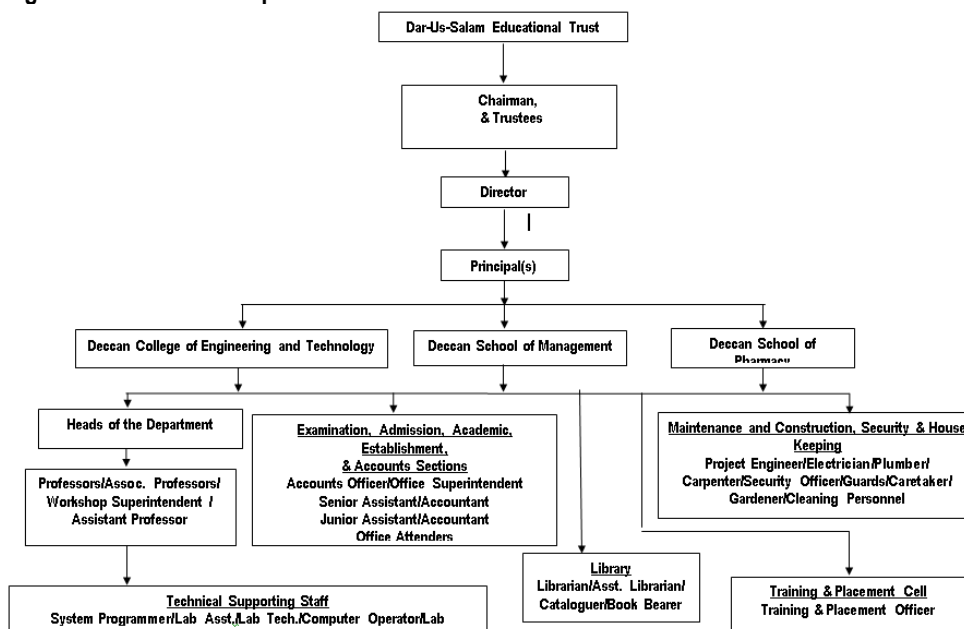 Dar-Us-Salam Educational Trust
Chairman,
& Trustees
Director
Principal(s)
Deccan College of Engineering and Technology
Deccan School of Management
Deccan School of
Pharmacy
Heads of the Department
Examination, Admission, Academic,
Establishment,
& Accounts Sections
Accounts Officer/Office Superintendent
Senior Assistant/Accountant
Junior Assistant/Accountant
Office Attenders
Maintenance and Construction, Security & House
Keeping
Project Engineer/Electrician/Plumber/
Carpenter/Security Officer/Guards/Caretaker/
Gardener/Cleaning Personnel
Professors/Assoc. Professors/
Workshop Superintendent /
Assistant Professor
Library
Librarian/Asst. Librarian/
Cataloguer/Book Bearer
Technical Supporting Staff
System Programmer/Lab Asst./Lab Tech./Computer Operator/Lab
Training & Placement Cell
Training & Placement Officer